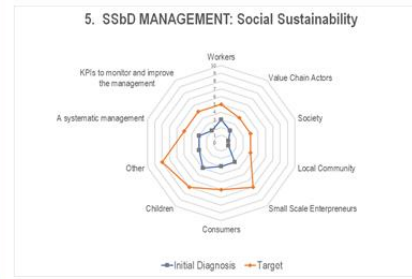 5. SSbD MANAGEMENT: Social Sustainability
Workers
KPIs to monitor and improve
the management
Value Chain Actors
A systematic management
Society
Other
Local Community
Children
Small Scale Enterpreneurs
Consumers
Initial Diagnosis
Target